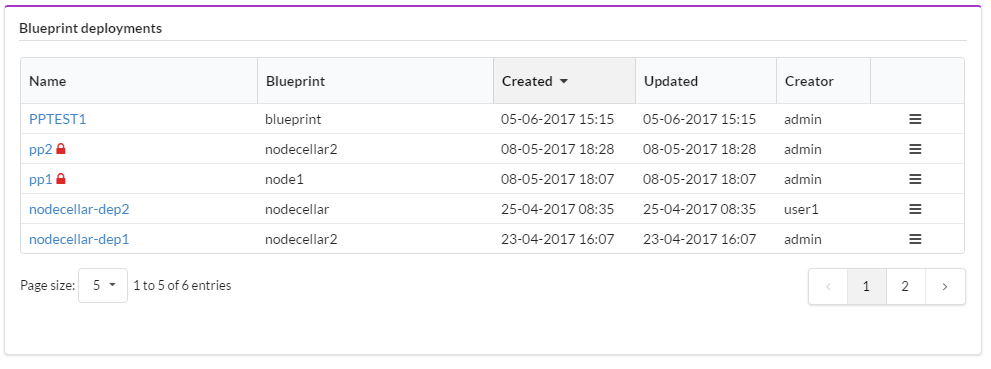 Blueprint deployments
Name Blueprint Created Updated Creator
PPTEST1 blueprint 05-06-2017 15:15 05-06-2017 15:15 admin
pp2 nodecellar2 08-05-2017 18:28 08-05-2017 18:28 admin
pp1 node1 08-05-2017 18:07 08-05-2017 18:07 admin
nodecellar-dep2 nodecellar 25-04-2017 08:35 25-04-2017 08:35 user1
nodecellar-dep1 nodecellar2 23-04-2017 16:07 23-04-2017 16:07 admin
Page size: 5 1 to 5 of 6 entries ‹ 1 2 ›